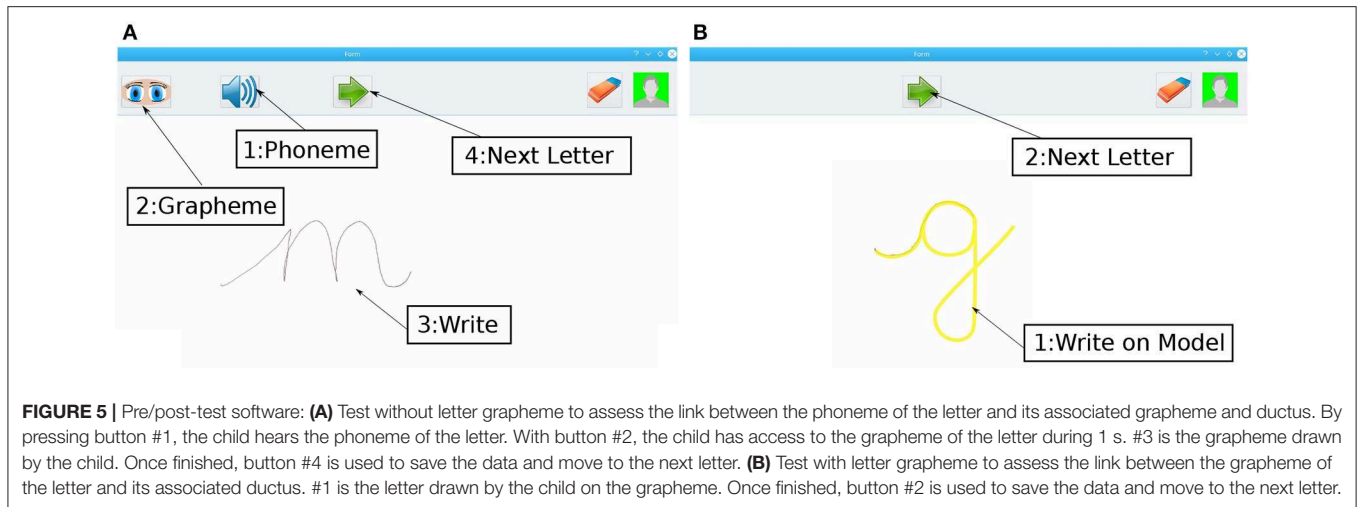 A
B
Form
Form
1:Phoneme
4:Next Letter
2:Next Letter
2:Grapheme
m
g
3:Write
1:Write on Model
FIGURE 5 | Pre/post-test software: (A) Test without letter grapheme to assess the link between the phoneme of the letter and its associated grapheme and ductus. By
pressing button #1, the child hears the phoneme of the letter. With button #2, the child has access to the grapheme of the letter during 1 s. #3 is the grapheme drawn
by the child. Once finished, button #4 is used to save the data and move to the next letter. (B) Test with letter grapheme to assess the link between the grapheme of
the letter and its associated ductus. #1 is the letter drawn by the child on the grapheme. Once finished, button #2 is used to save the data and move to the next letter.